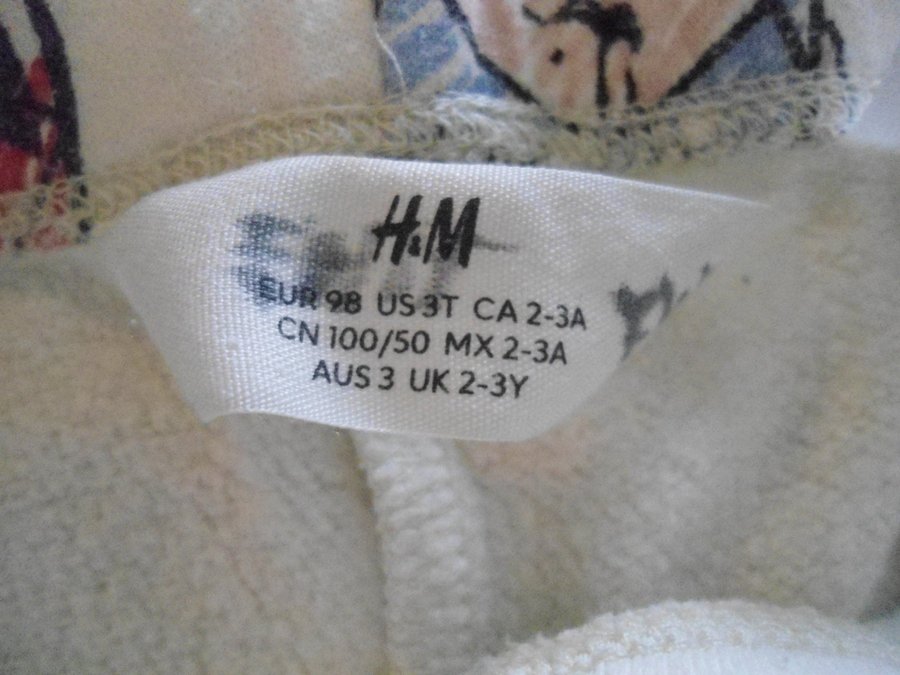 H&M
EUR 98 US 3T CA 2-3A
CN 100/50 MX 2-3A
AUS 3 UK 2-3Y